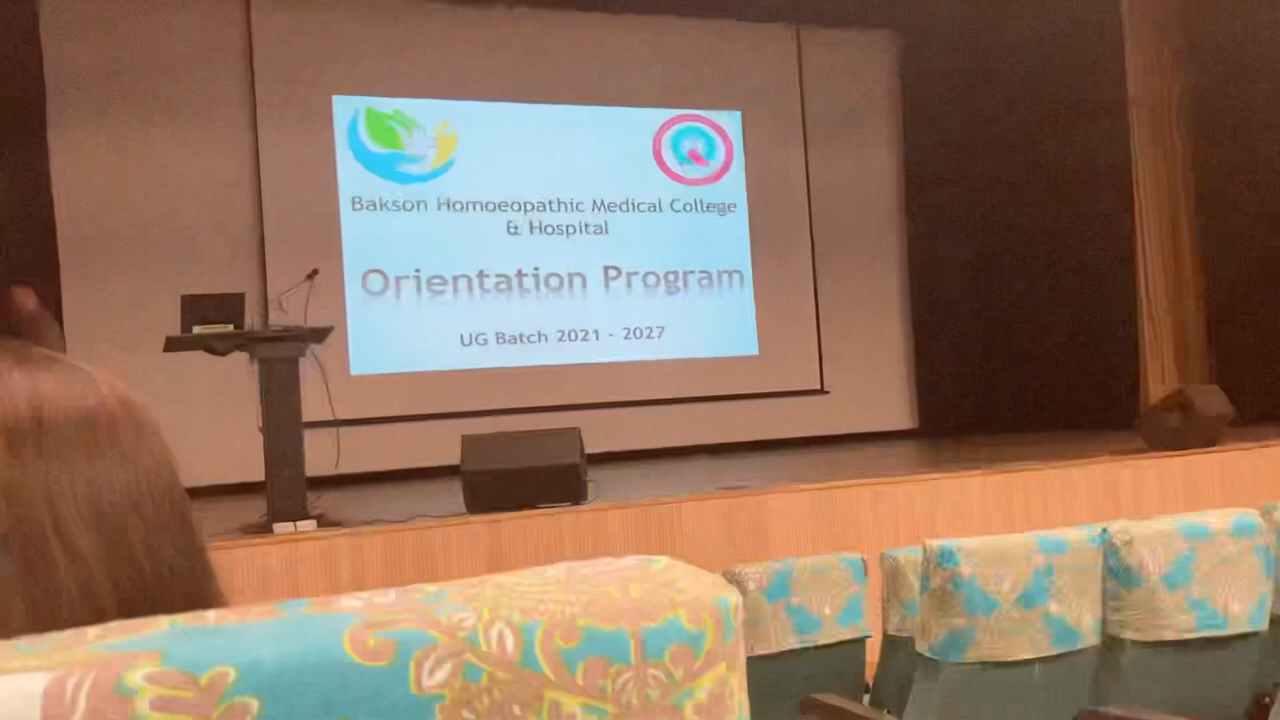 Bakson Homoeopathic Medical College
& Hospital
Orientation Program
UG Batch 2021 - 2027